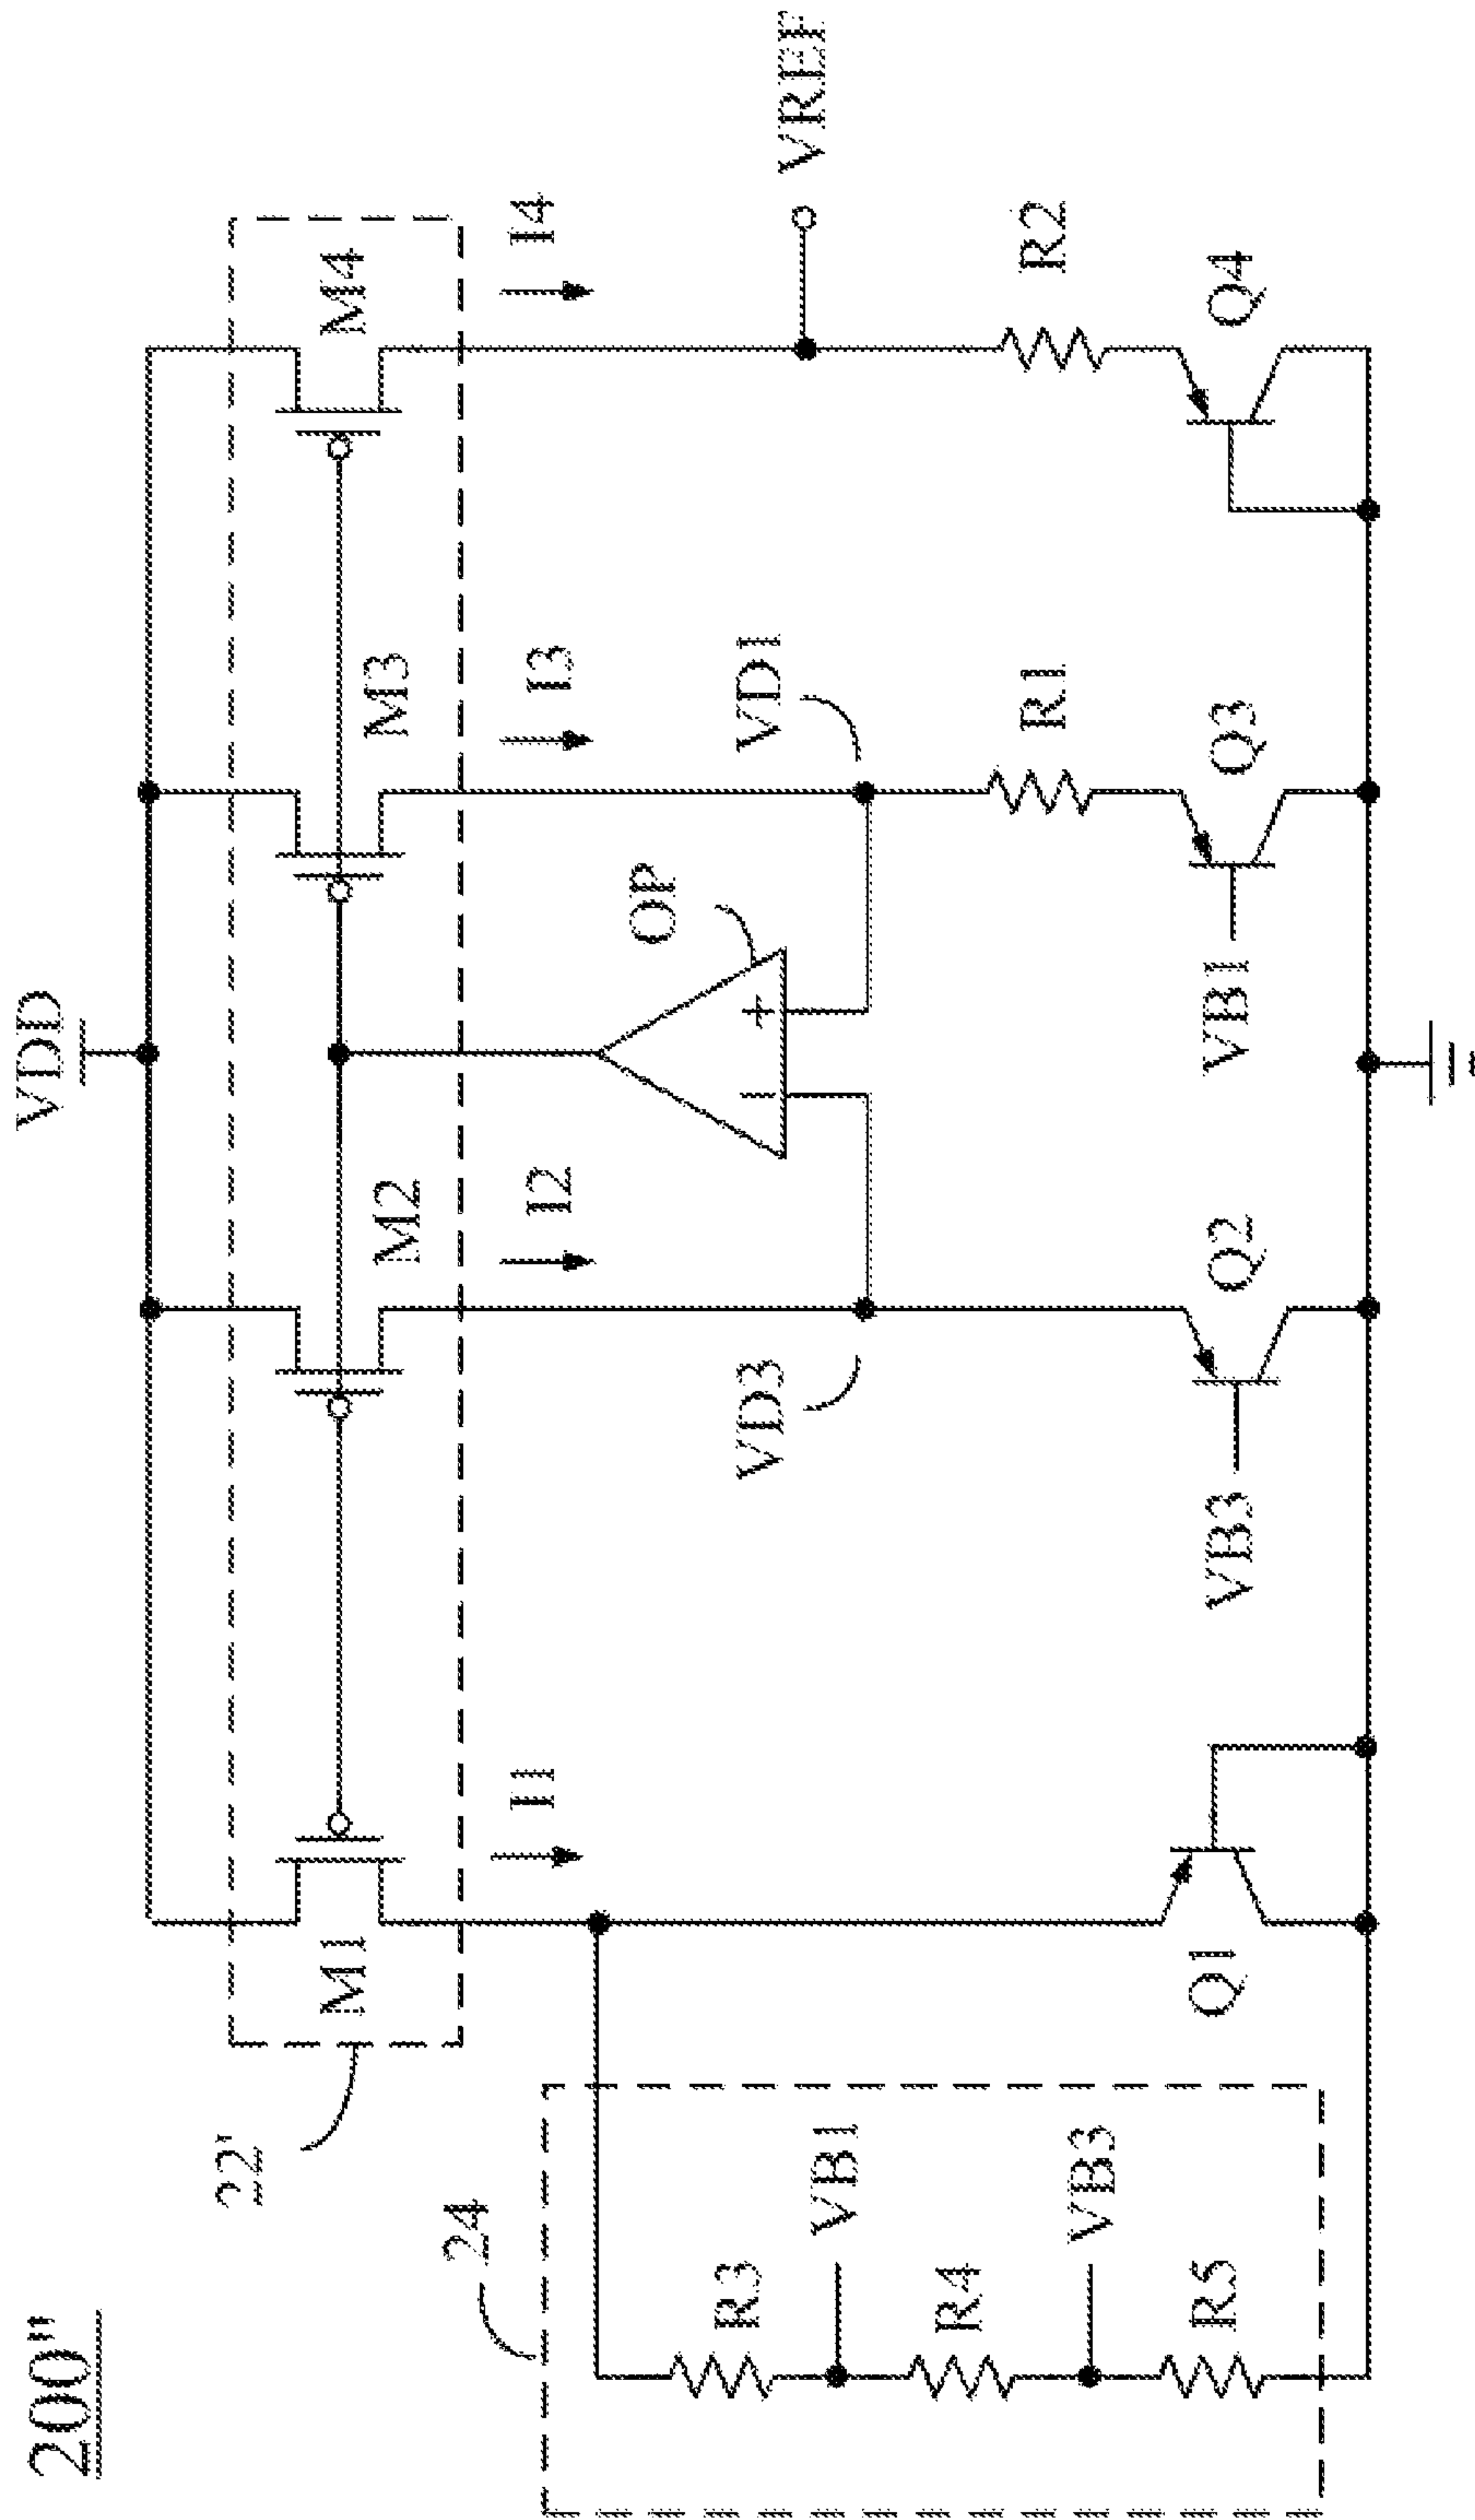 200"
VDD
22'
M1
M2
M3
M4
I1
I2
I3
I4
24
OP
+
−
VD3
VD1
VREF
R3
VB1
R4
VB3
R5
R1
R2
Q1
VB3
Q2
VB1
Q3
Q4